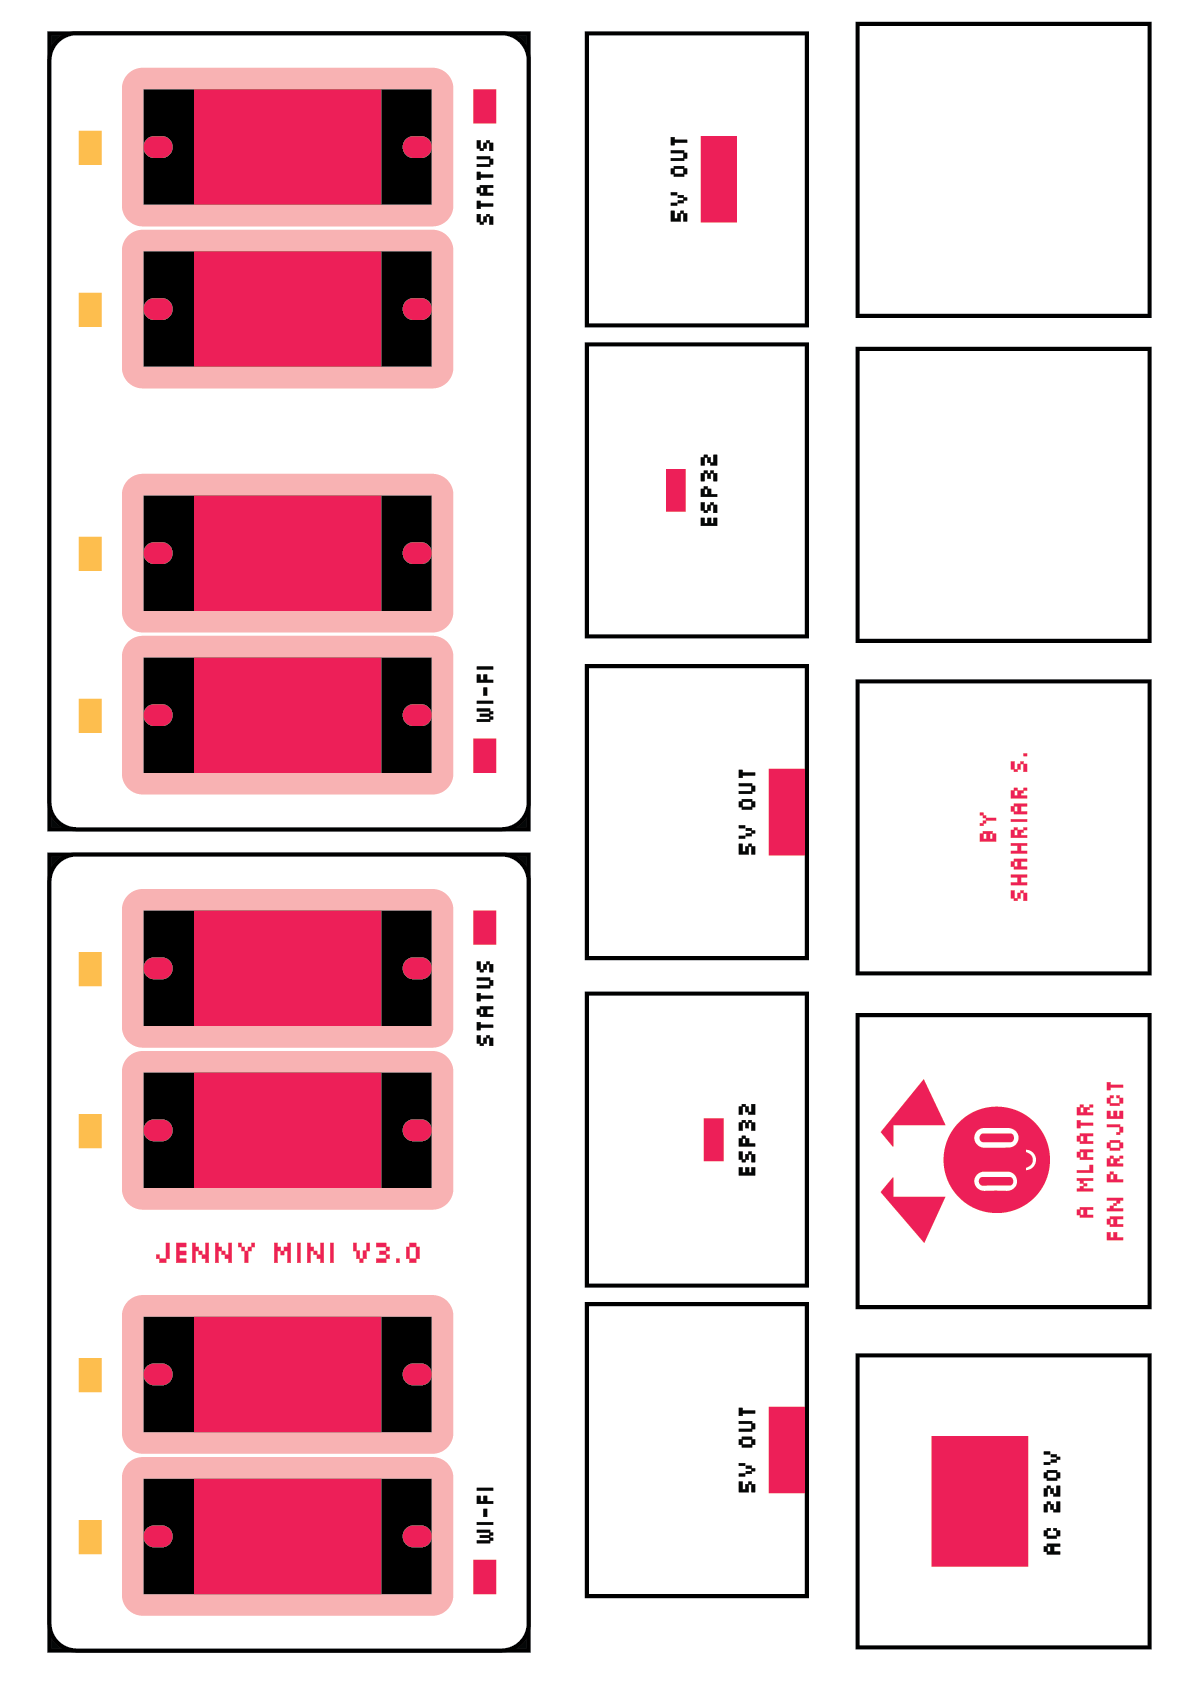 STATUS
WI-FI
STATUS
JENNY MINI V3.0
WI-FI
5V OUT
ESP32
5V OUT
ESP32
5V OUT
BY
SHAHRIAR S.
A MLAATR
FAN PROJECT
AC 220V